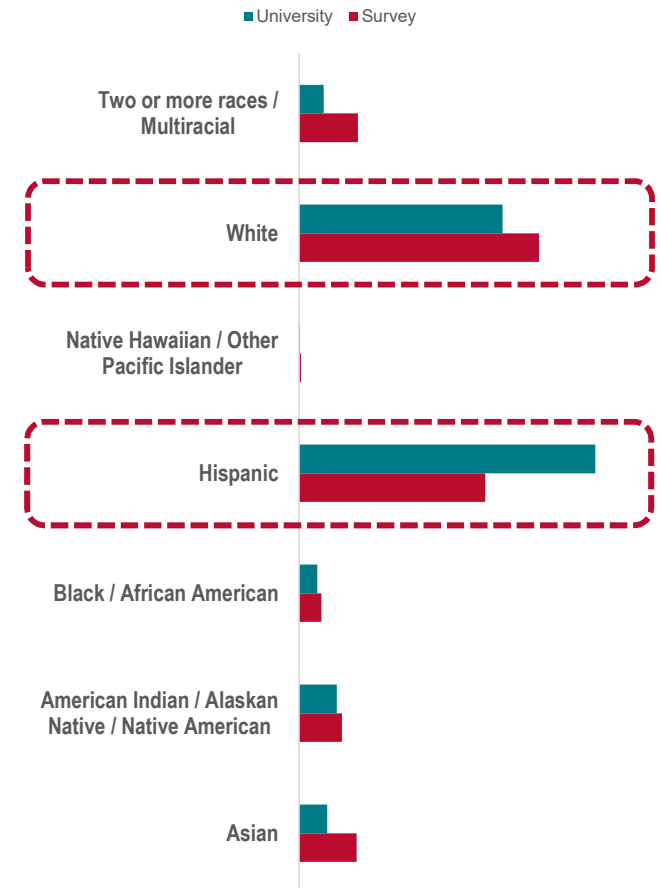 University Survey
Two or more races /
Multiracial
White
Native Hawaiian / Other
Pacific Islander
Hispanic
Black / African American
American Indian / Alaskan
Native / Native American
Asian